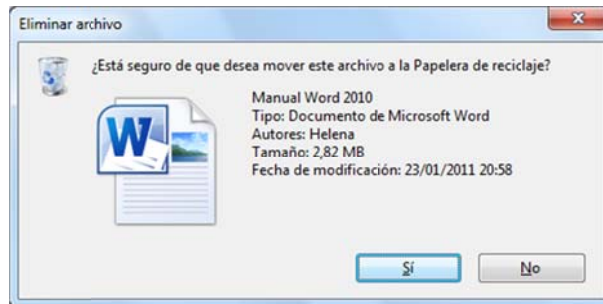 Eliminar archivo
¿Está seguro de que desea mover este archivo a la Papelera de reciclaje?
Manual Word 2010
Tipo: Documento de Microsoft Word
Autores: Helena
Tamaño: 2,82 MB
Fecha de modificación: 23/01/2011 20:58
W
Sí
No